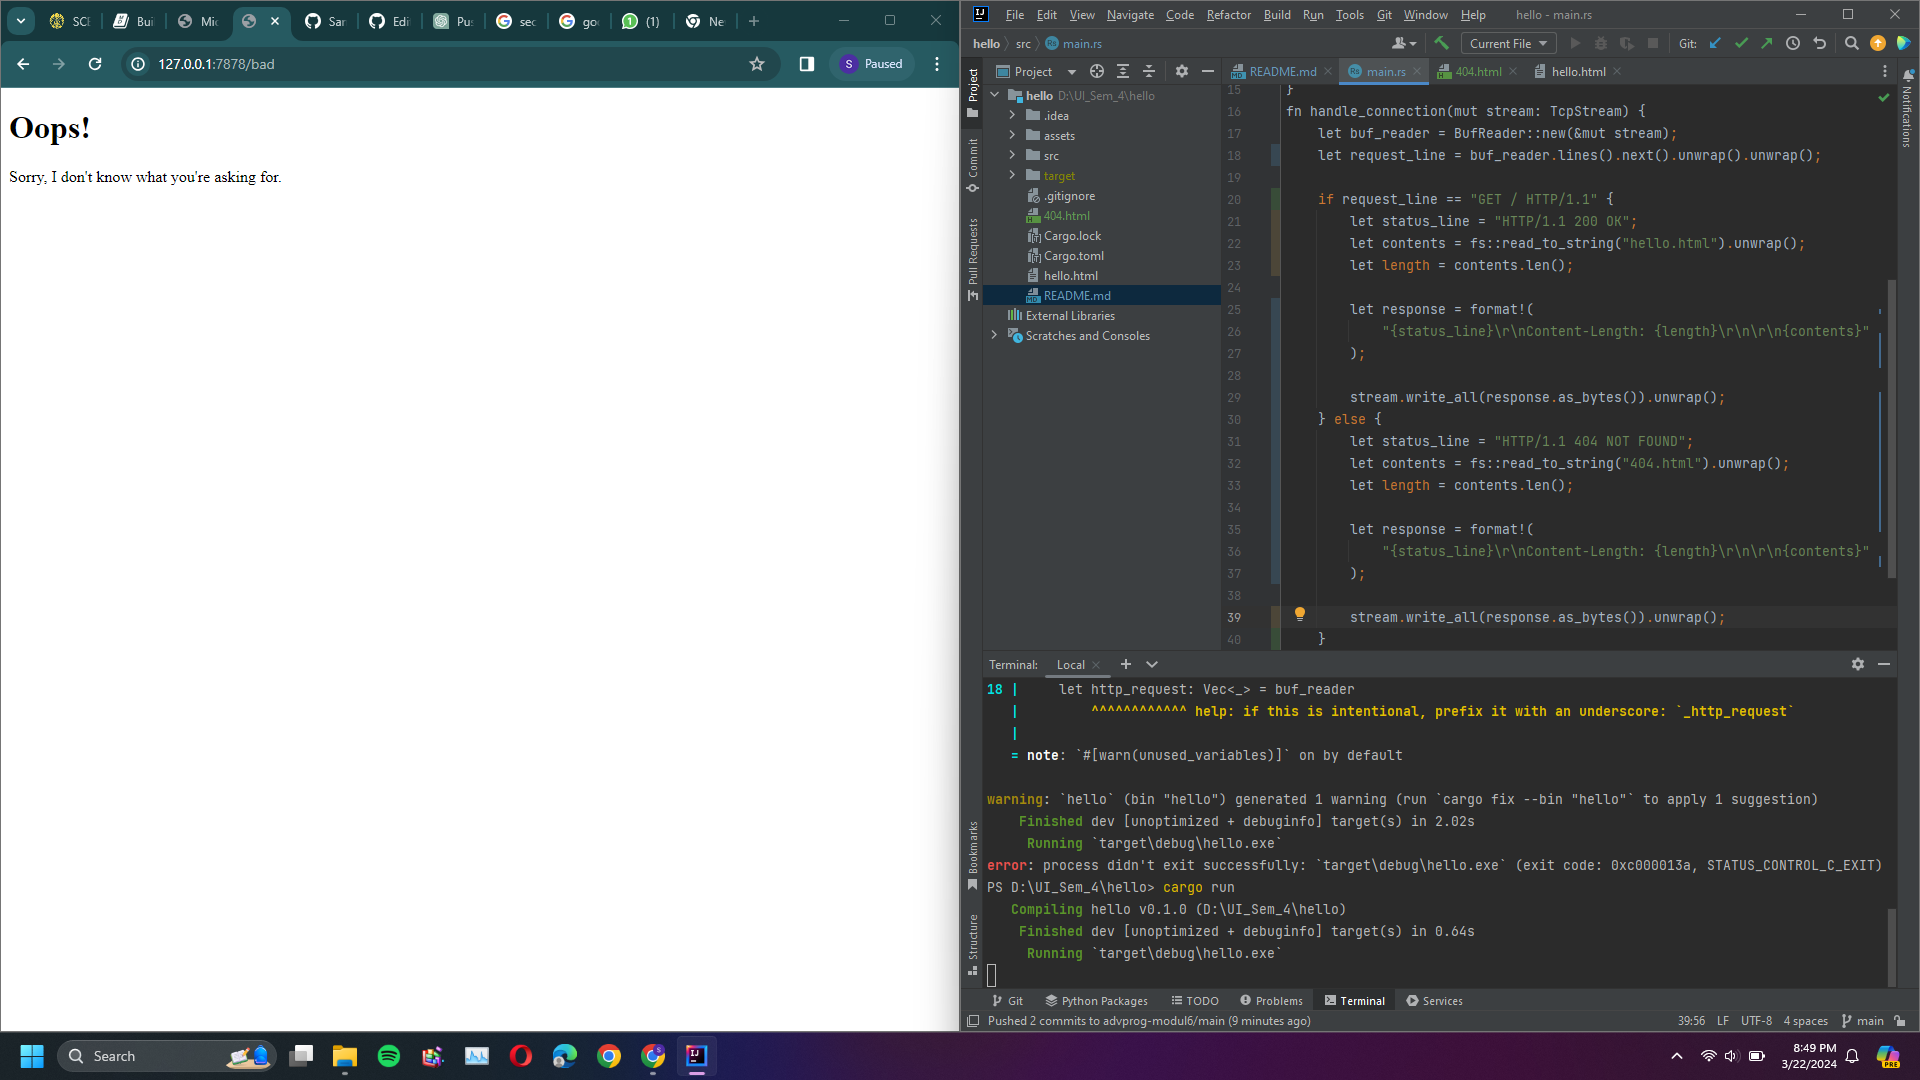 SCE
Bui
Mic
Sar
Edi
Pus
sec
goo
(1)
Ne
127.0.0.1:7878/bad
S Paused
Oops!
Sorry, I don't know what you're asking for.
File Edit View Navigate Code Refactor Build Run Tools Git Window Help hello - main.rs
hello src main.rs
Current File
Git:
Project
README.md
main.rs
404.html
hello.html
Project
Commit
Pull Requests
Bookmarks
Structure
Notifications
hello D:\UI_Sem_4\hello
.idea
assets
src
target
.gitignore
404.html
Cargo.lock
Cargo.toml
hello.html
README.md
External Libraries
Scratches and Consoles
15 }
16 fn handle_connection(mut stream: TcpStream) {
17 let buf_reader = BufReader::new(&mut stream);
18 let request_line = buf_reader.lines().next().unwrap().unwrap();
19
20 if request_line == "GET / HTTP/1.1" {
21 let status_line = "HTTP/1.1 200 OK";
22 let contents = fs::read_to_string("hello.html").unwrap();
23 let length = contents.len();
24
25 let response = format!(
26 "{status_line}\r\nContent-Length: {length}\r\n\r\n{contents}"
27 );
28
29 stream.write_all(response.as_bytes()).unwrap();
30 } else {
31 let status_line = "HTTP/1.1 404 NOT FOUND";
32 let contents = fs::read_to_string("404.html").unwrap();
33 let length = contents.len();
34
35 let response = format!(
36 "{status_line}\r\nContent-Length: {length}\r\n\r\n{contents}"
37 );
38
39 stream.write_all(response.as_bytes()).unwrap();
40 }
Terminal: Local
18 | let http_request: Vec<_> = buf_reader
| ^^^^^^^^^^^^ help: if this is intentional, prefix it with an underscore: `_http_request`
|
= note: `#[warn(unused_variables)]` on by default
warning: `hello` (bin "hello") generated 1 warning (run `cargo fix --bin "hello"` to apply 1 suggestion)
Finished dev [unoptimized + debuginfo] target(s) in 2.02s
Running `target\debug\hello.exe`
error: process didn't exit successfully: `target\debug\hello.exe` (exit code: 0xc000013a, STATUS_CONTROL_C_EXIT)
PS D:\UI_Sem_4\hello> cargo run
Compiling hello v0.1.0 (D:\UI_Sem_4\hello)
Finished dev [unoptimized + debuginfo] target(s) in 0.64s
Running `target\debug\hello.exe`
Git Python Packages TODO Problems Terminal Services
Pushed 2 commits to advprog-modul6/main (9 minutes ago)
39:56 LF UTF-8 4 spaces main
Search
8:49 PM
3/22/2024
PRE